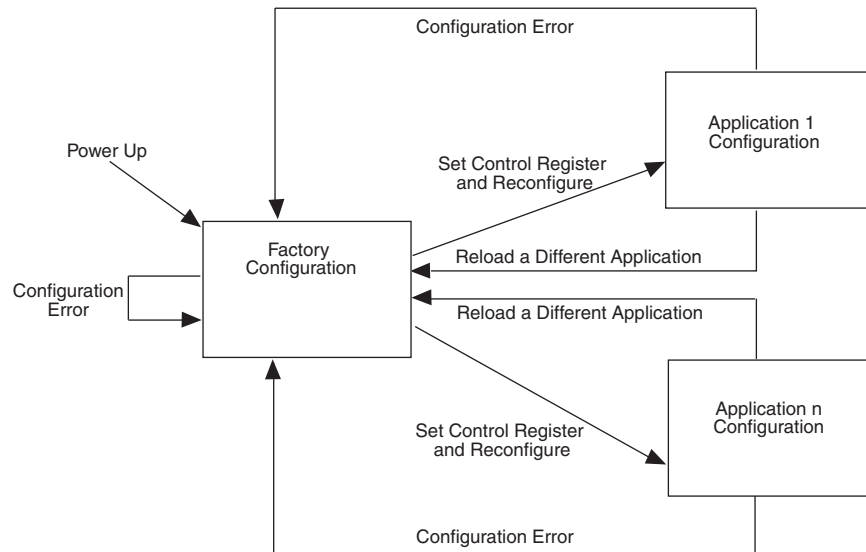 Configuration Error
Application 1
Configuration
Power Up
Set Control Register
and Reconfigure
Factory
Configuration
Reload a Different Application
Configuration
Error
Reload a Different Application
Application n
Configuration
Set Control Register
and Reconfigure
Configuration Error